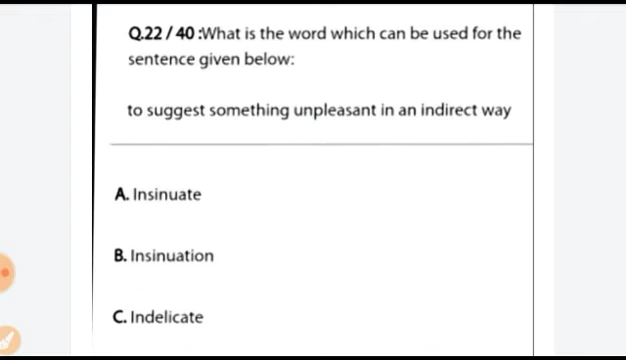 Q.22 / 40 :What is the word which can be used for the
sentence given below:
to suggest something unpleasant in an indirect way
A. Insinuate
B. Insinuation
C. Indelicate